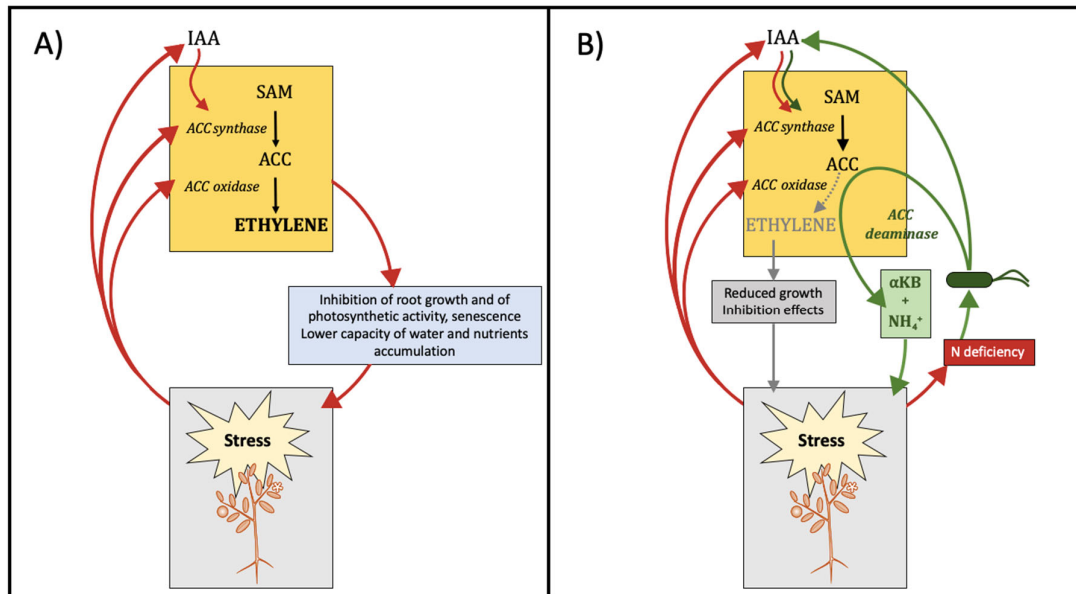 A)
IAA
SAM
ACC synthase
ACC
ACC oxidase
ETHYLENE
Inhibition of root growth and of
photosynthetic activity, senescence
Lower capacity of water and nutrients
accumulation
Stress
B)
IAA
SAM
ACC synthase
ACC
ACC oxidase
ETHYLENE
ACC
deaminase
Reduced growth
Inhibition effects
αKB
+
NH₄⁺
N deficiency
Stress